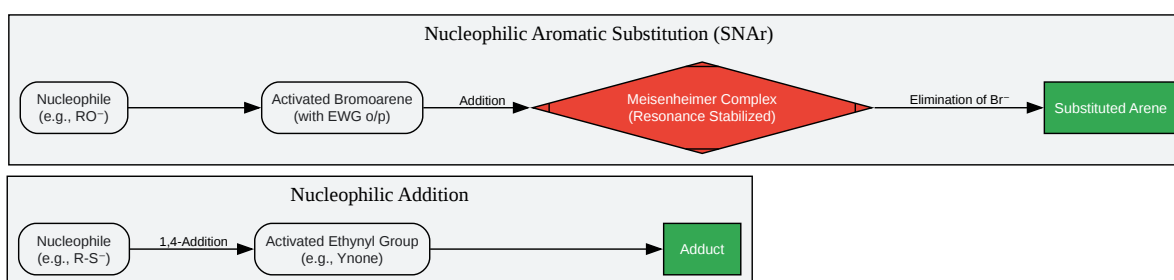 Nucleophilic Aromatic Substitution (SNAr)
Nucleophile
(e.g., RO⁻)
Activated Bromoarene
(with EWG o/p)
Addition
Meisenheimer Complex
(Resonance Stabilized)
Elimination of Br⁻
Substituted Arene
Nucleophilic Addition
Nucleophile
(e.g., R-S⁻)
1,4-Addition
Activated Ethynyl Group
(e.g., Ynone)
Adduct